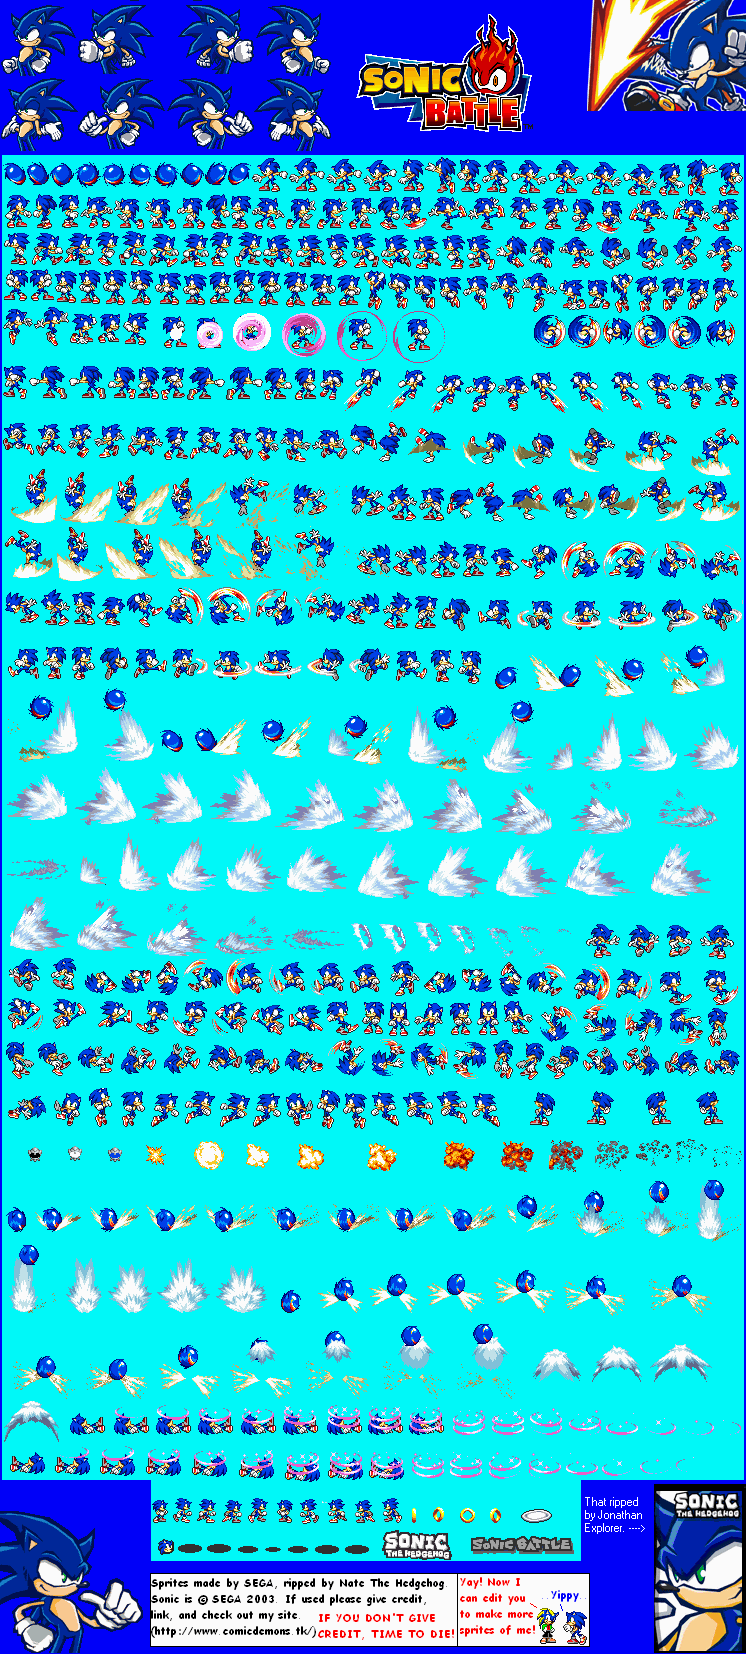 SONIC
BATTLE
TM
That ripped
by Jonathan
Explorer. ---->
SONIC
THE HEDGEHOG
SONIC
THE HEDGEHOG
SONIC BATTLE
Sprites made by SEGA, ripped by Nate The Hedgehog.
Sonic is © SEGA 2003. If used please give credit,
link, and check out my site.
(http://www.comicdemons.tk/)
IF YOU DON'T GIVE
CREDIT, TIME TO DIE!
Yay! Now I
can edit you
to make more
sprites of me!
..Yippy..